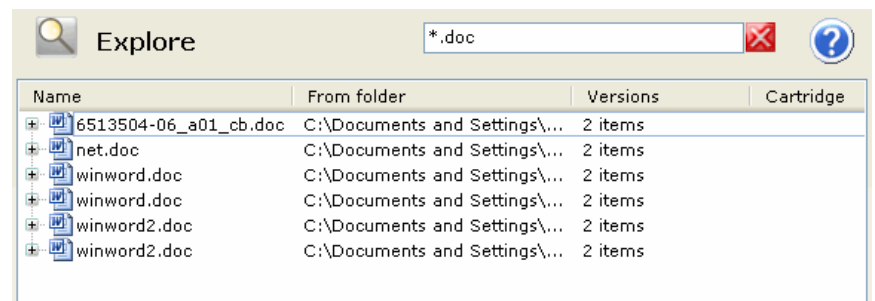 Explore *.doc
Name From folder Versions Cartridge
6513504-06_a01_cb.doc C:\Documents and Settings\... 2 items
net.doc C:\Documents and Settings\... 2 items
winword.doc C:\Documents and Settings\... 2 items
winword.doc C:\Documents and Settings\... 2 items
winword2.doc C:\Documents and Settings\... 2 items
winword2.doc C:\Documents and Settings\... 2 items